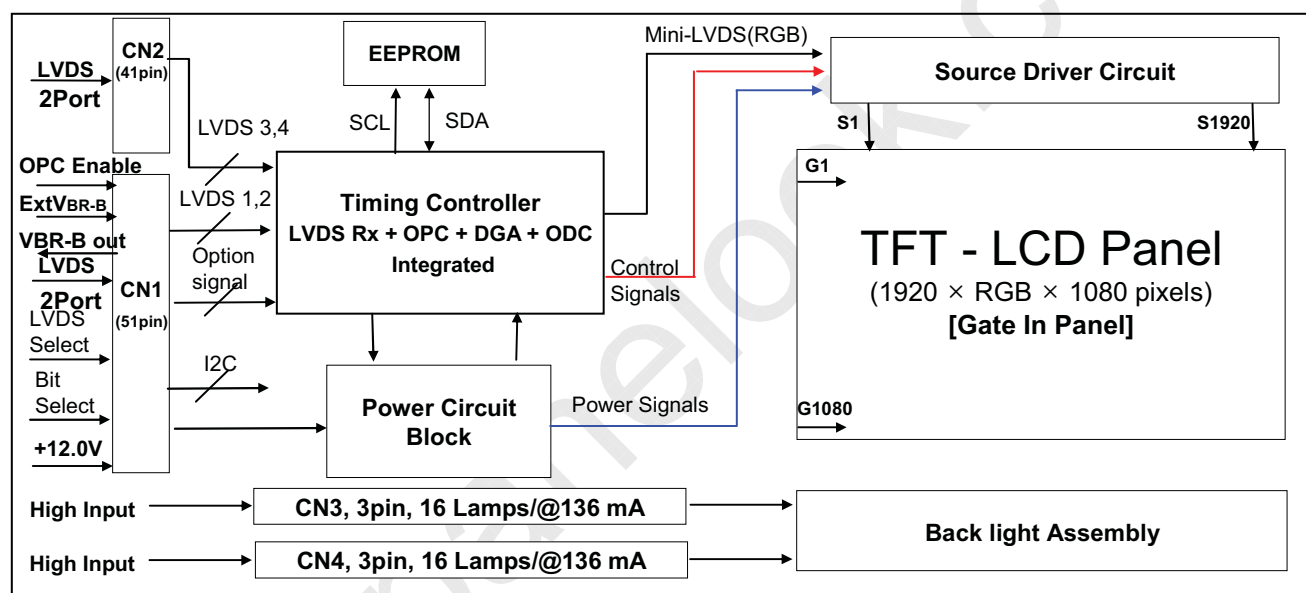 CN2
(41pin)
LVDS
2Port
EEPROM
Mini-LVDS(RGB)
Source Driver Circuit
S1
S1920
LVDS 3,4
SCL
SDA
OPC Enable
ExtVBR-B
VBR-B out
LVDS
2Port
LVDS
Select
Bit
Select
+12.0V
CN1
(51pin)
LVDS 1,2
Option
signal
I2C
Timing Controller
LVDS Rx + OPC + DGA + ODC
Integrated
Control
Signals
Power Circuit
Block
Power Signals
G1
TFT - LCD Panel
(1920 × RGB × 1080 pixels)
[Gate In Panel]
G1080
High Input
CN3, 3pin, 16 Lamps/@136 mA
High Input
CN4, 3pin, 16 Lamps/@136 mA
Back light Assembly